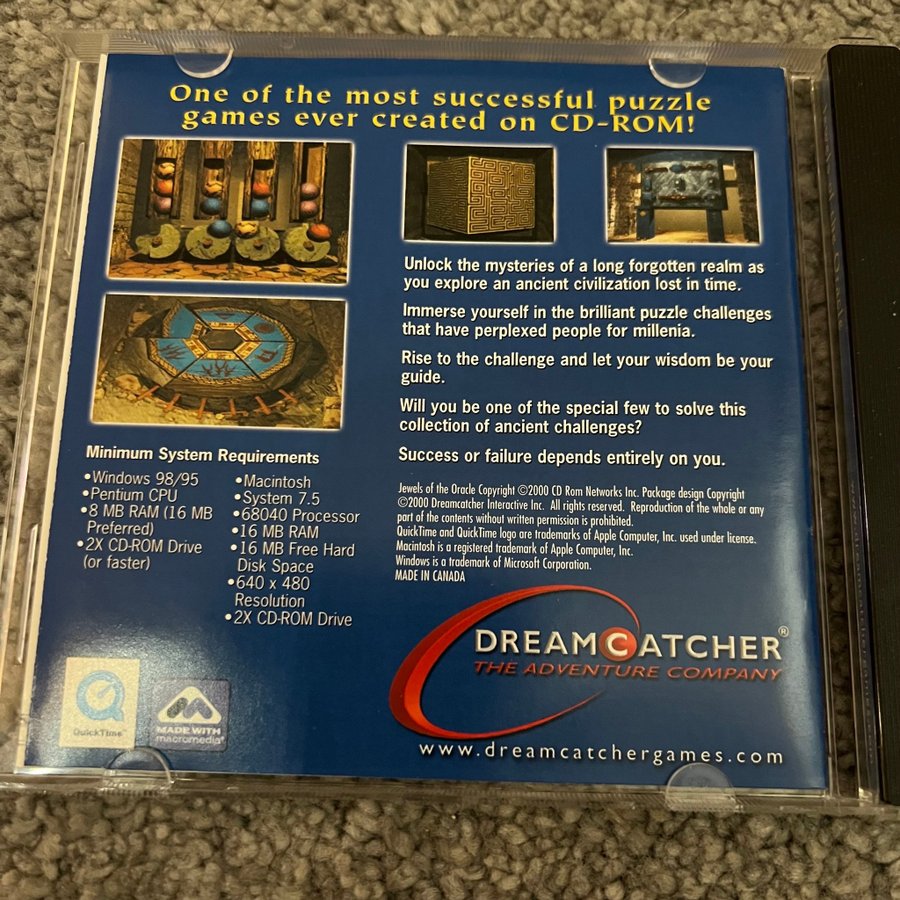 One of the most successful puzzle
games ever created on CD-ROM!
Unlock the mysteries of a long forgotten realm as
you explore an ancient civilization lost in time.
Immerse yourself in the brilliant puzzle challenges
that have perplexed people for millenia.
Rise to the challenge and let your wisdom be your
guide.
Will you be one of the special few to solve this
collection of ancient challenges?
Success or failure depends entirely on you.
Minimum System Requirements
•Windows 98/95
•Pentium CPU
•8 MB RAM (16 MB
Preferred)
•2X CD-ROM Drive
(or faster)
•Macintosh
•System 7.5
•68040 Processor
•16 MB RAM
•16 MB Free Hard
Disk Space
•640 x 480
Resolution
•2X CD-ROM Drive
Jewels of the Oracle Copyright ©2000 CD Rom Networks Inc. Package design Copyright
©2000 Dreamcatcher Interactive Inc. All rights reserved. Reproduction of the whole or any
part of the contents without written permission is prohibited.
QuickTime and QuickTime logo are trademarks of Apple Computer, Inc. used under license.
Macintosh is a registered trademark of Apple Computer, Inc.
Windows is a trademark of Microsoft Corporation.
MADE IN CANADA
DREAMCATCHER®
THE ADVENTURE COMPANY
www.dreamcatchergames.com
QuickTime™
MADE WITH
macromedia®